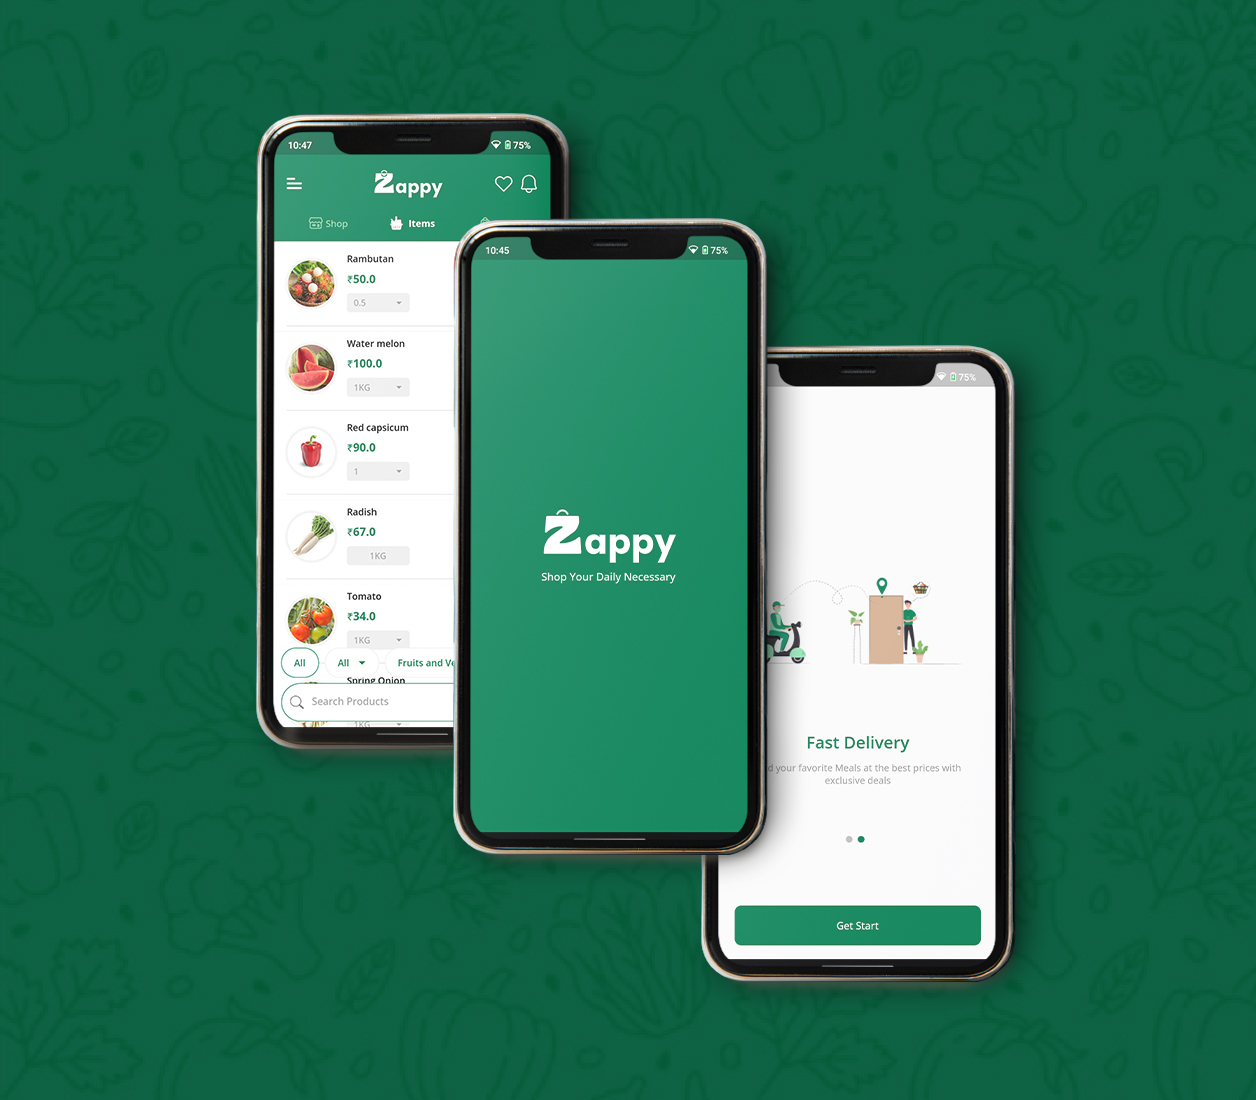 10:47
75%
Zappy
Shop
Items
Rambutan
₹50.0
0.5
Water melon
₹100.0
1KG
Red capsicum
₹90.0
1
Radish
₹67.0
1KG
Tomato
₹34.0
1KG
All
All
Fruits and
Spring Onion
Search Products
1KG
10:45
75%
Zappy
Shop Your Daily Necessary
75%
Fast Delivery
your favorite Meals at the best prices with
exclusive deals
Get Start